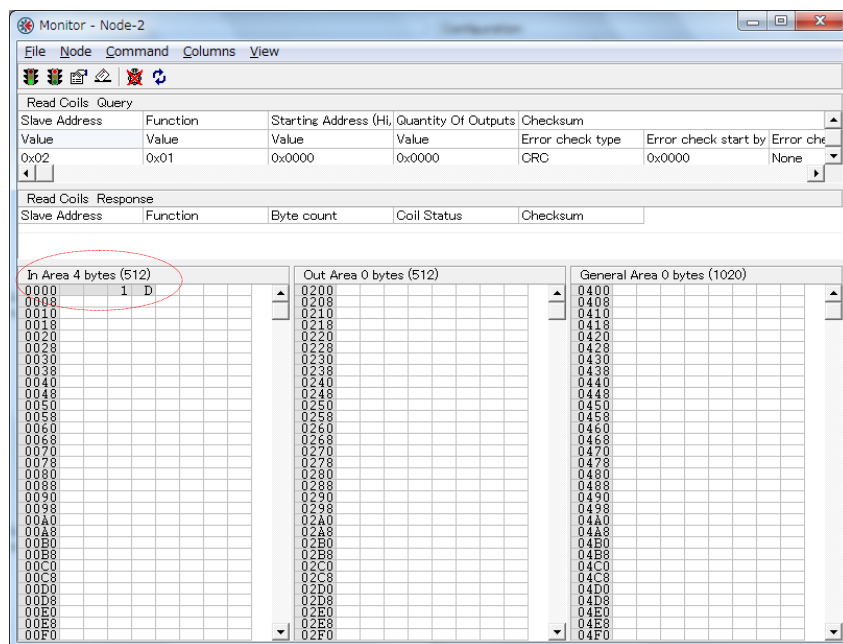 Monitor - Node-2
Configuration
File Node Command Columns View
Read Coils Query
Slave Address Function Starting Address (Hi, Quantity Of Outputs Checksum
Value Value Value Value Error check type Error check start by Error che
0x02 0x01 0x0000 0x0000 CRC 0x0000 None
Read Coils Response
Slave Address Function Byte count Coil Status Checksum
In Area 4 bytes (512) Out Area 0 bytes (512) General Area 0 bytes (1020)
0000 1 D 0200 0400
0008 0208 0408
0010 0210 0410
0018 0218 0418
0020 0220 0420
0028 0228 0428
0030 0230 0430
0038 0238 0438
0040 0240 0440
0048 0248 0448
0050 0250 0450
0058 0258 0458
0060 0260 0460
0068 0268 0468
0070 0270 0470
0078 0278 0478
0080 0280 0480
0088 0288 0488
0090 0290 0490
0098 0298 0498
00A0 02A0 04A0
00A8 02A8 04A8
00B0 02B0 04B0
00B8 02B8 04B8
00C0 02C0 04C0
00C8 02C8 04C8
00D0 02D0 04D0
00D8 02D8 04D8
00E0 02E0 04E0
00E8 02E8 04E8
00F0 02F0 04F0